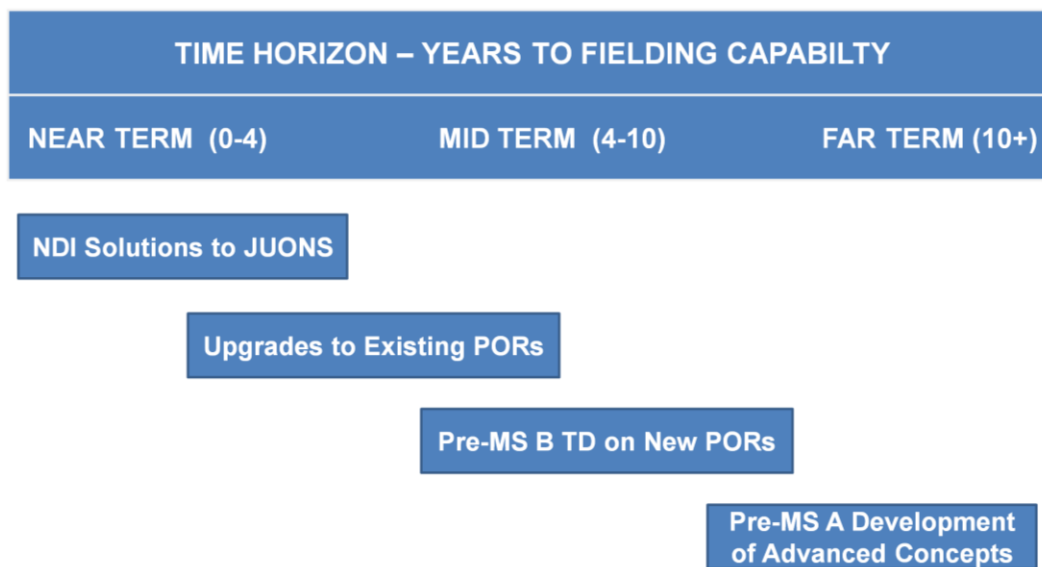 TIME HORIZON – YEARS TO FIELDING CAPABILTY
NEAR TERM (0-4) MID TERM (4-10) FAR TERM (10+)
NDI Solutions to JUONS
Upgrades to Existing PORs
Pre-MS B TD on New PORs
Pre-MS A Development
of Advanced Concepts